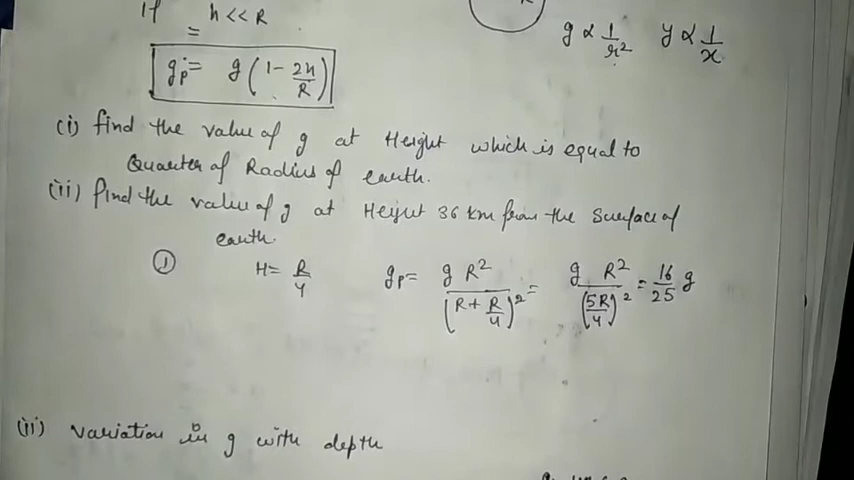 If h << R
=
g ∝ 1/r² y ∝ 1/x
gp = g (1 - 2h/R)
(i) find the value of g at Height which is equal to
Quarter of Radius of earth.
(ii) find the value of g at Height 36 km from the Surface of
earth.
① H = R/4 gp = g R²/(R + R/4)² = g R²/(5R/4)² = 16/25 g
(ii) variation in g with depth